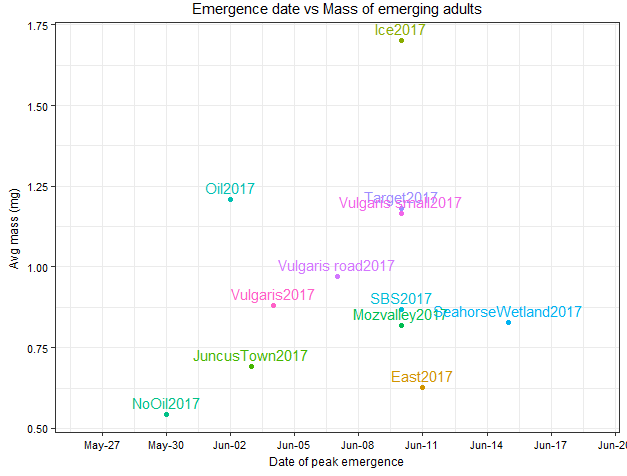 Emergence date vs Mass of emerging adults
1.75
Ice2017
1.50
1.25
Oil2017
Target2017
Vulgaris small2017
Avg mass (mg)
1.00
Vulgaris road2017
Vulgaris2017
SBS2017
SeahorseWetland2017
Mozvalley2017
0.75
JuncusTown2017
East2017
NoOil2017
0.50
May-27 May-30 Jun-02 Jun-05 Jun-08 Jun-11 Jun-14 Jun-17 Jun-20
Date of peak emergence